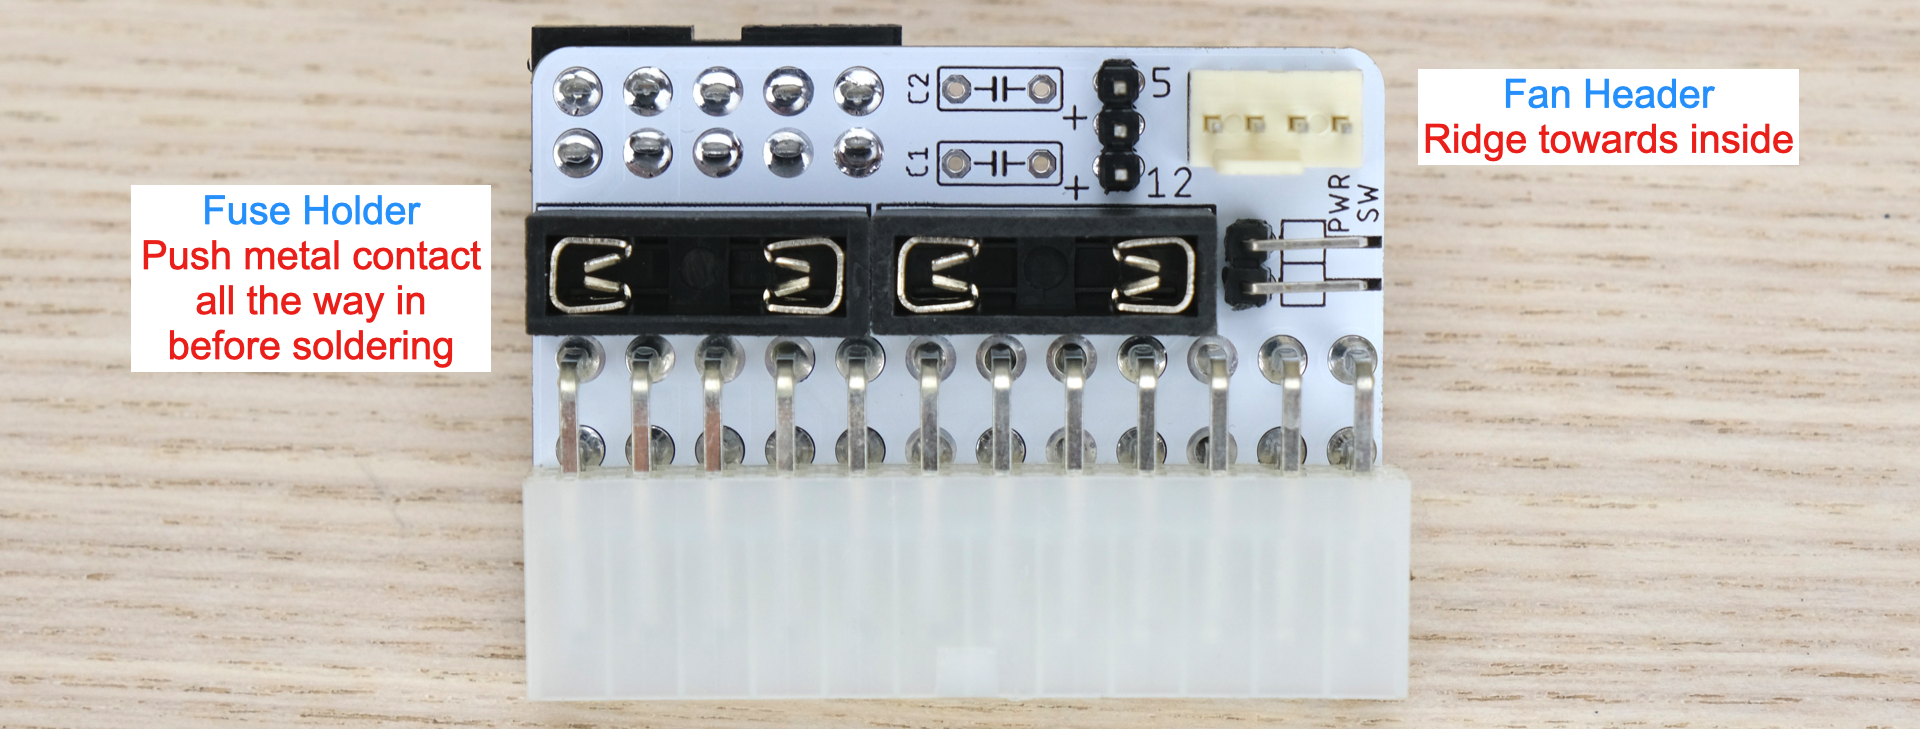 Fan Header
Ridge towards inside
Fuse Holder
Push metal contact
all the way in
before soldering
C2
C1
+
5
+
12
PWR
SW